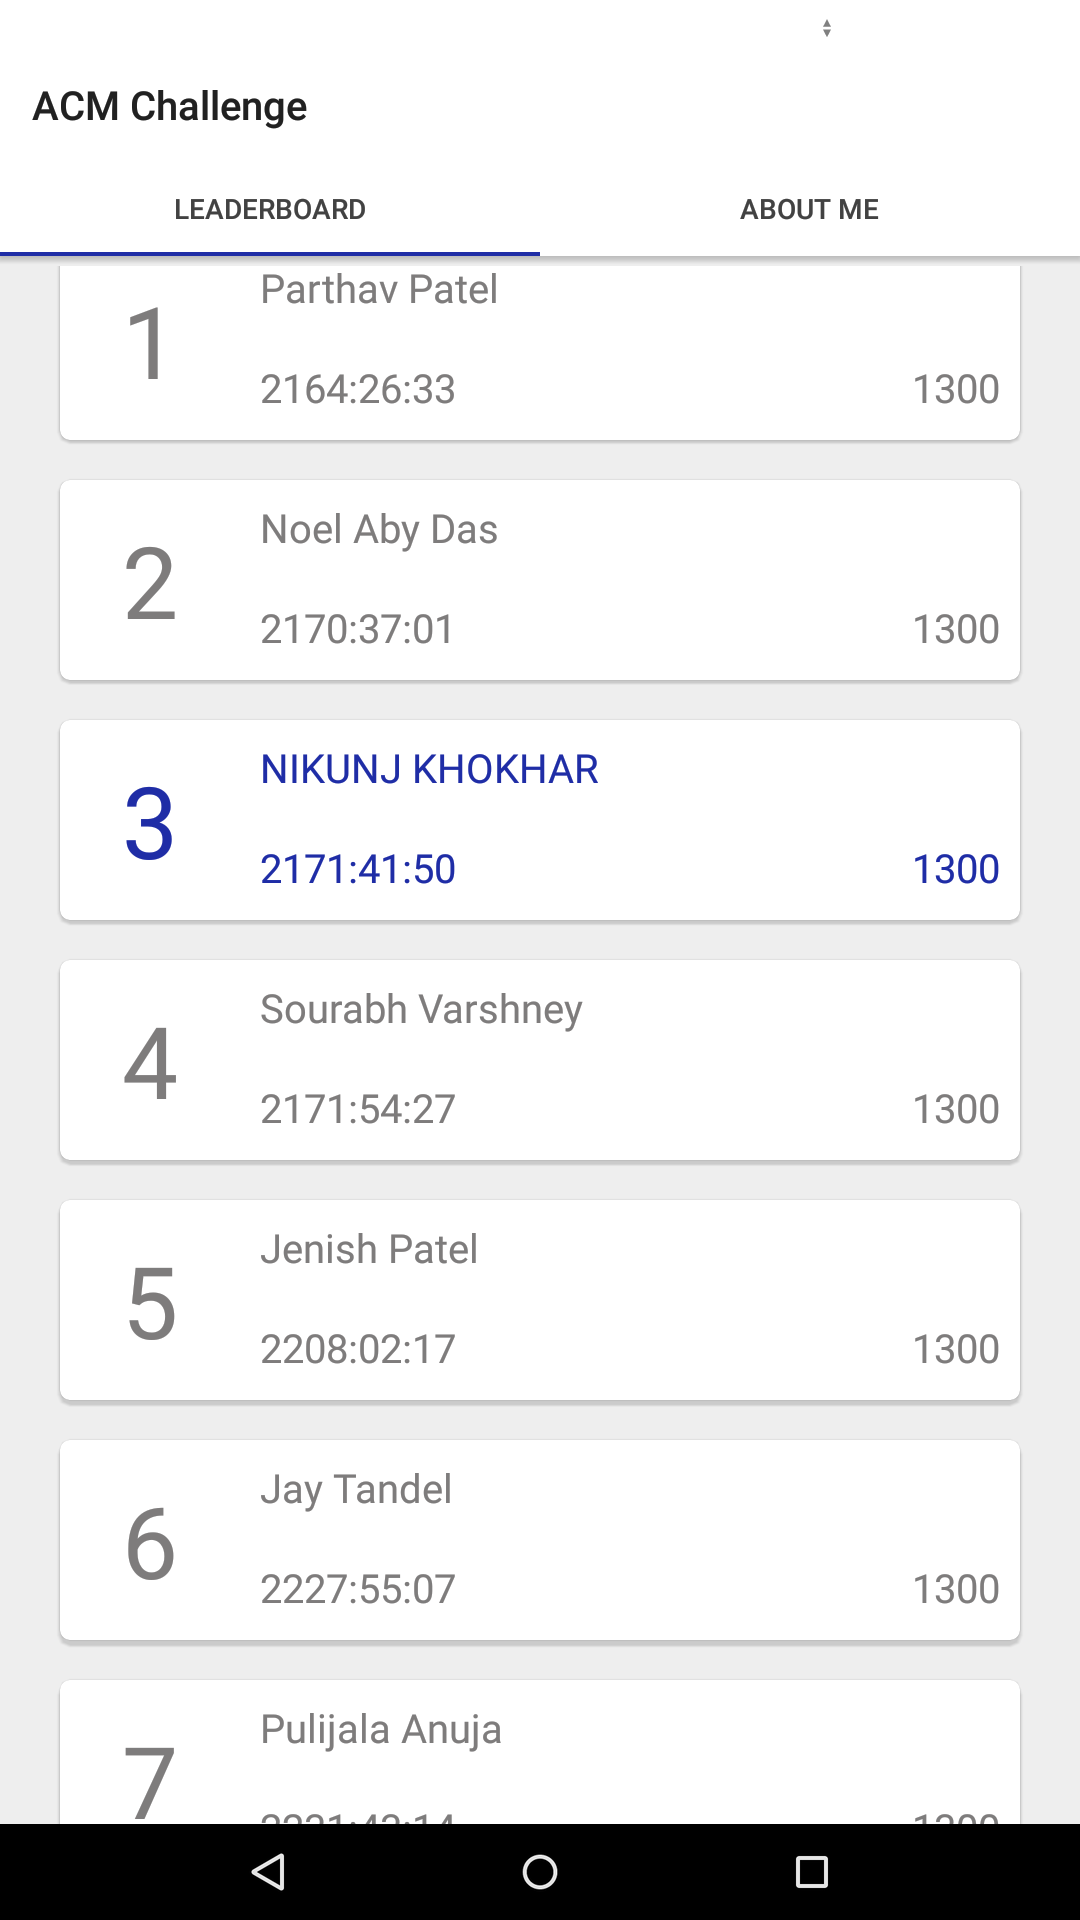 ACM Challenge
LEADERBOARD ABOUT ME
Parthav Patel
1
2164:26:33 1300
Noel Aby Das
2
2170:37:01 1300
NIKUNJ KHOKHAR
3
2171:41:50 1300
Sourabh Varshney
4
2171:54:27 1300
Jenish Patel
5
2208:02:17 1300
Jay Tandel
6
2227:55:07 1300
Pulijala Anuja
7
1300